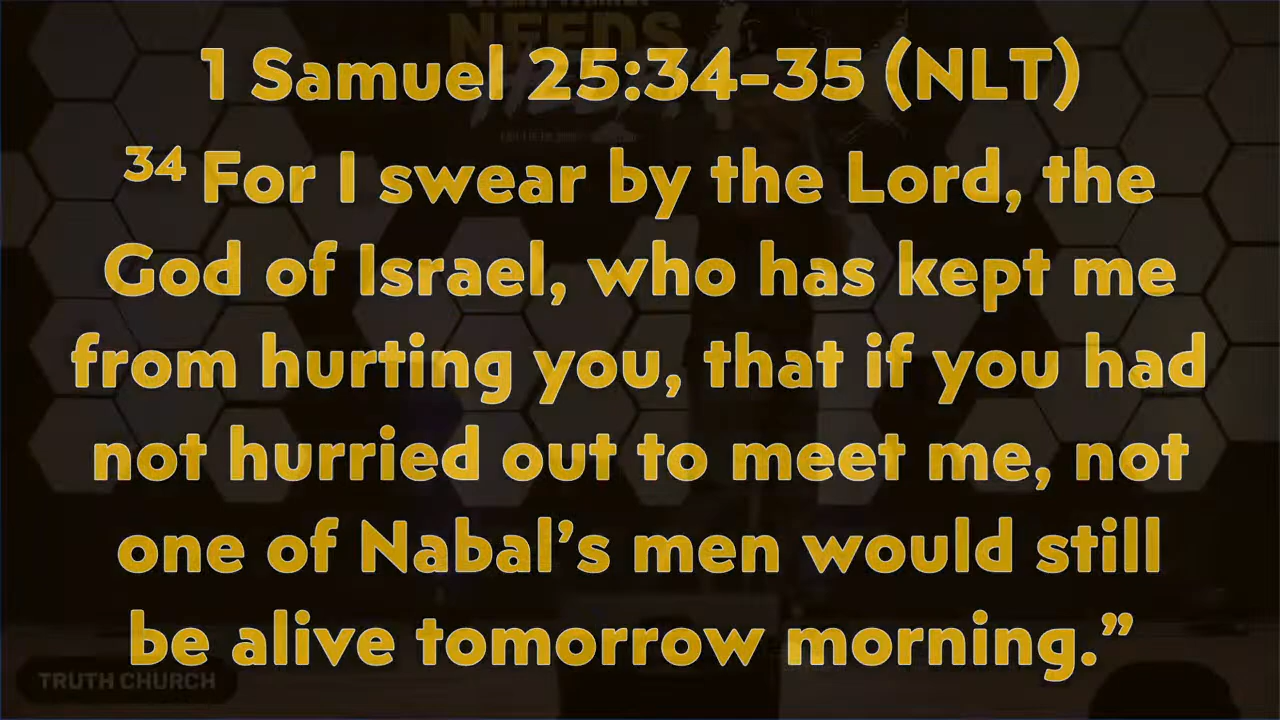 NEEDS
1 Samuel 25:34-35 (NLT)
³⁴ For I swear by the Lord, the
God of Israel, who has kept me
from hurting you, that if you had
not hurried out to meet me, not
one of Nabal’s men would still
be alive tomorrow morning.”
TRUTH CHURCH